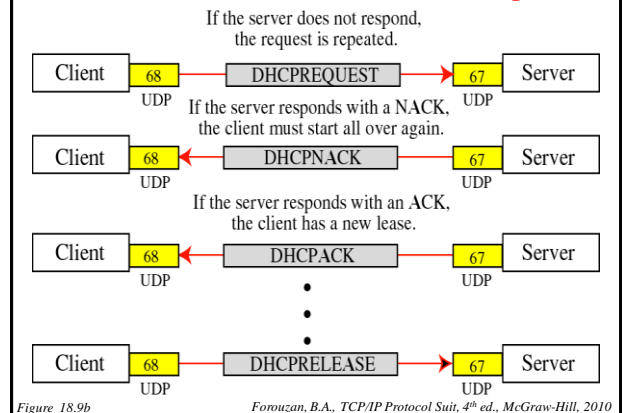 If the server does not respond,
the request is repeated.
Client 68 DHCPREQUEST 67 Server
UDP UDP
If the server responds with a NACK,
the client must start all over again.
Client 68 DHCPNACK 67 Server
UDP UDP
If the server responds with an ACK,
the client has a new lease.
Client 68 DHCPACK 67 Server
UDP UDP
Client 68 DHCPRELEASE 67 Server
UDP UDP
Figure 18.9b Forouzan, B.A., TCP/IP Protocol Suit, 4th ed., McGraw-Hill, 2010